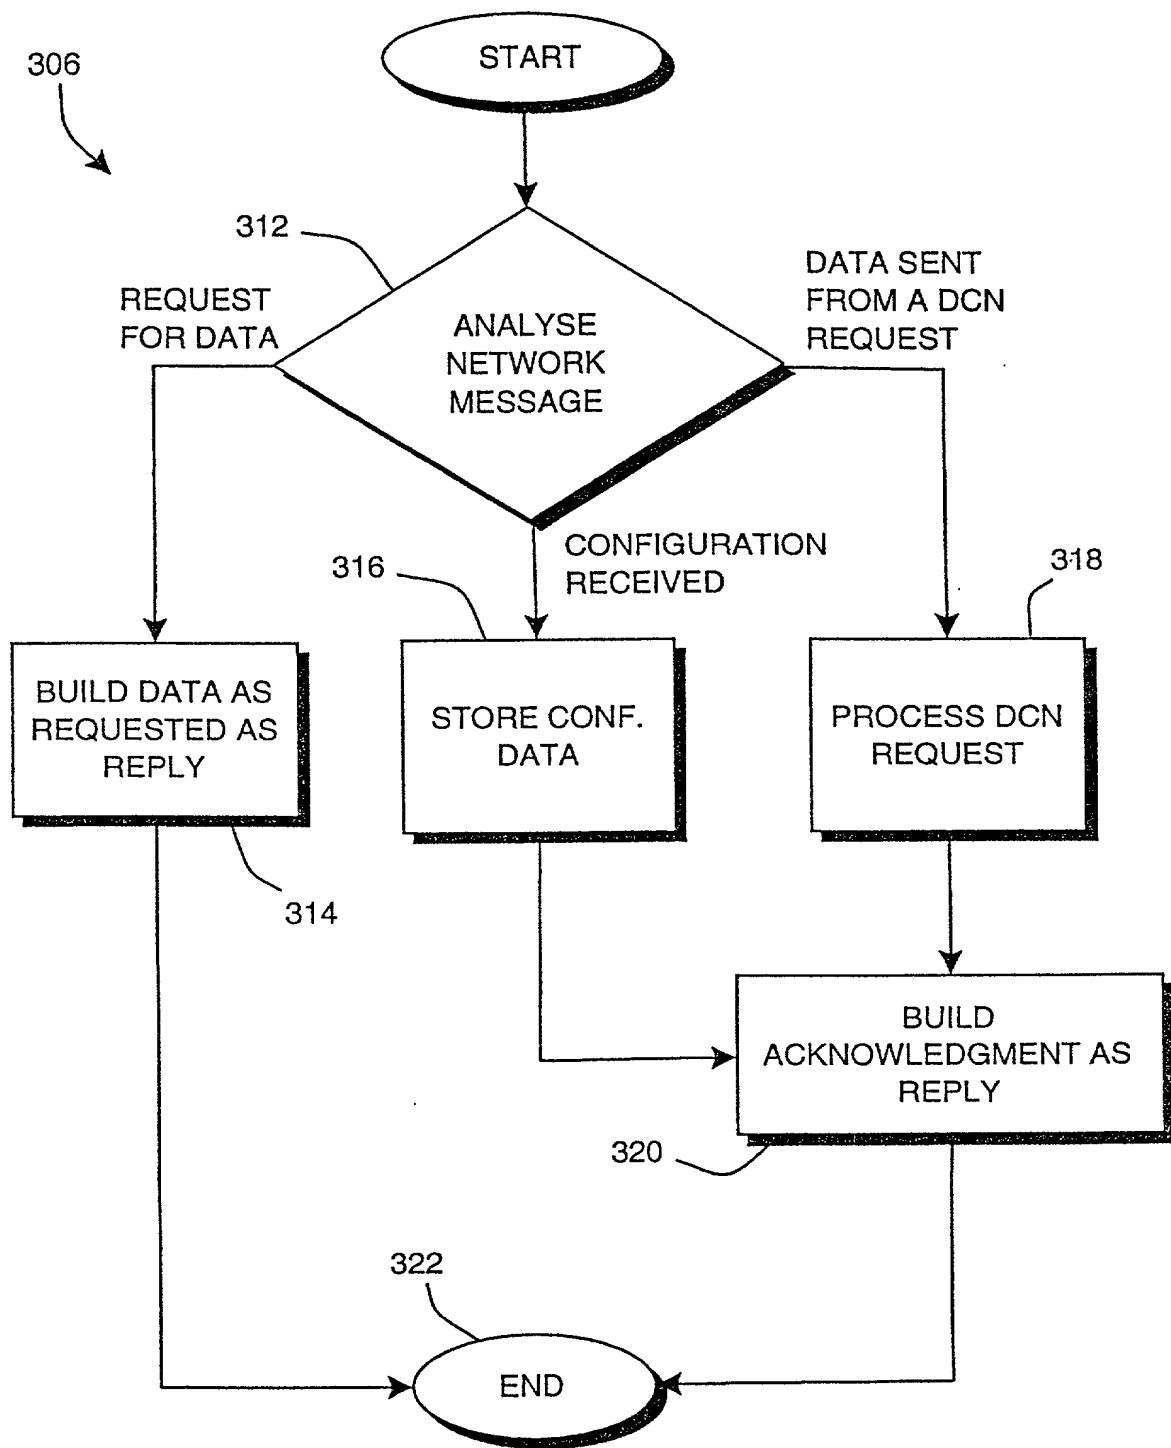 START
306
312
REQUEST
FOR DATA
ANALYSE
NETWORK
MESSAGE
DATA SENT
FROM A DCN
REQUEST
CONFIGURATION
RECEIVED
316
318
BUILD DATA AS
REQUESTED AS
REPLY
STORE CONF.
DATA
PROCESS DCN
REQUEST
314
BUILD
ACKNOWLEDGMENT AS
REPLY
320
322
END